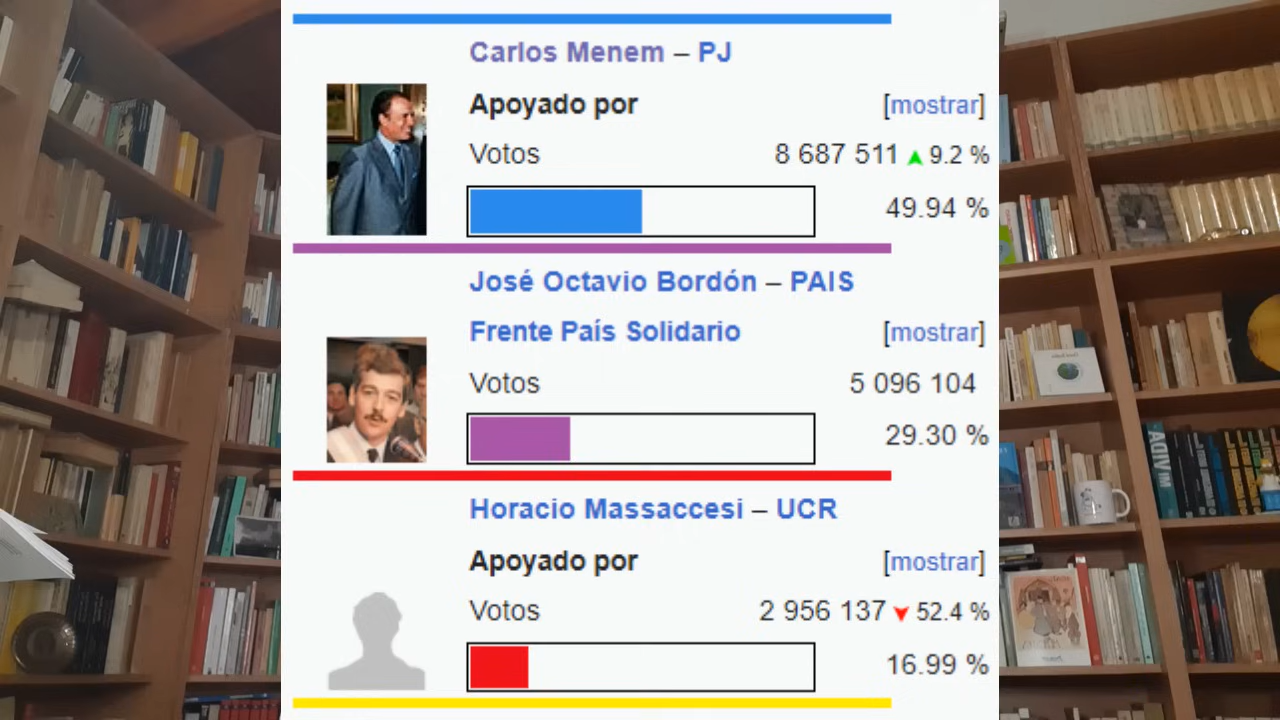 Carlos Menem – PJ
Apoyado por [mostrar]
Votos 8 687 511 ▲ 9.2 %
49.94 %
José Octavio Bordón – PAIS
Frente País Solidario [mostrar]
Votos 5 096 104
29.30 %
Horacio Massaccesi – UCR
Apoyado por [mostrar]
Votos 2 956 137 ▼ 52.4 %
16.99 %